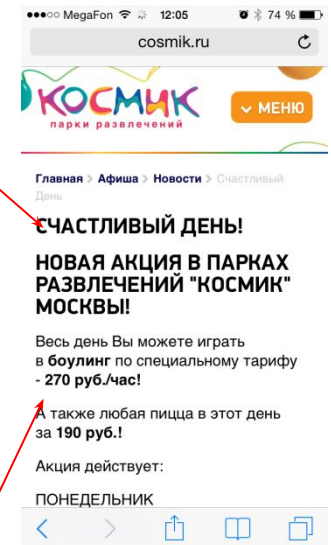 MegaFon 12:05 74 %
cosmik.ru
КОСМИК
парки развлечений
МЕНЮ
Главная > Афиша > Новости > Счастливый
День
СЧАСТЛИВЫЙ ДЕНЬ!
НОВАЯ АКЦИЯ В ПАРКАХ
РАЗВЛЕЧЕНИЙ "КОСМИК"
МОСКВЫ!
Весь день Вы можете играть
в боулинг по специальному тарифу
- 270 руб./час!
А также любая пицца в этот день
за 190 руб.!
Акция действует:
ПОНЕДЕЛЬНИК